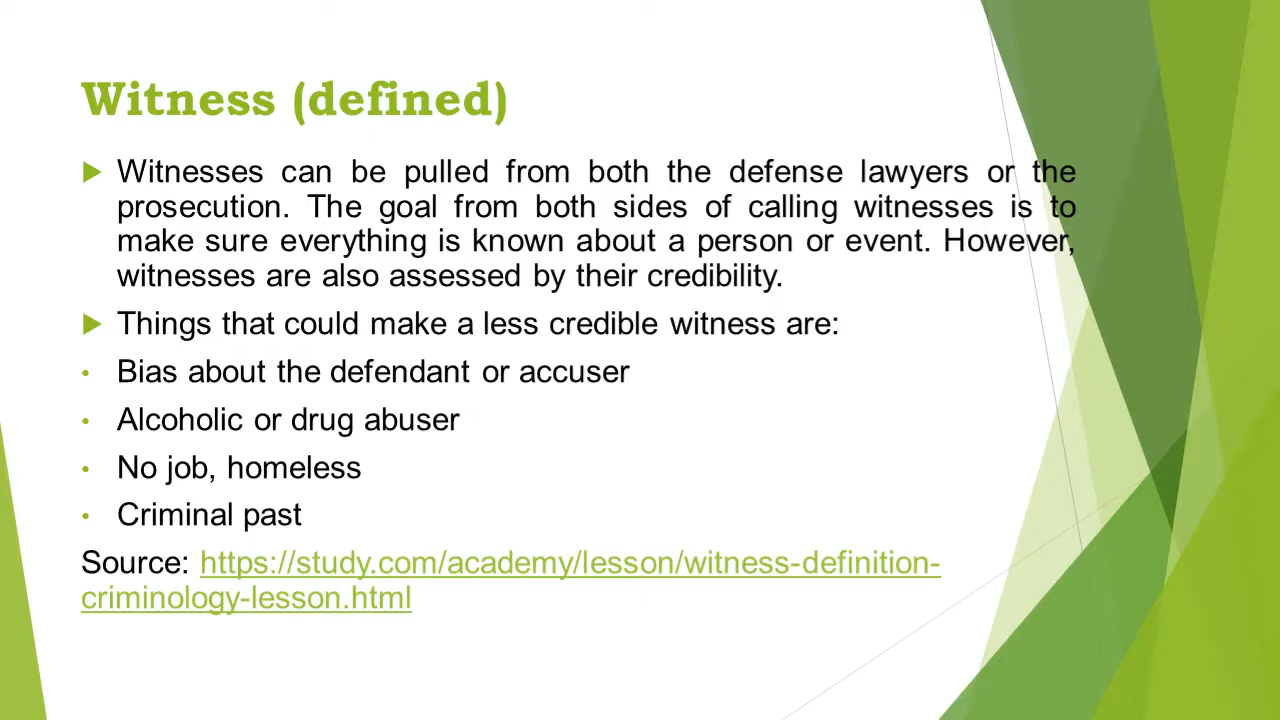 Witness (defined)
Witnesses can be pulled from both the defense lawyers or the
prosecution. The goal from both sides of calling witnesses is to
make sure everything is known about a person or event. However,
witnesses are also assessed by their credibility.
Things that could make a less credible witness are:
• Bias about the defendant or accuser
• Alcoholic or drug abuser
• No job, homeless
• Criminal past
Source: https://study.com/academy/lesson/witness-definition-
criminology-lesson.html